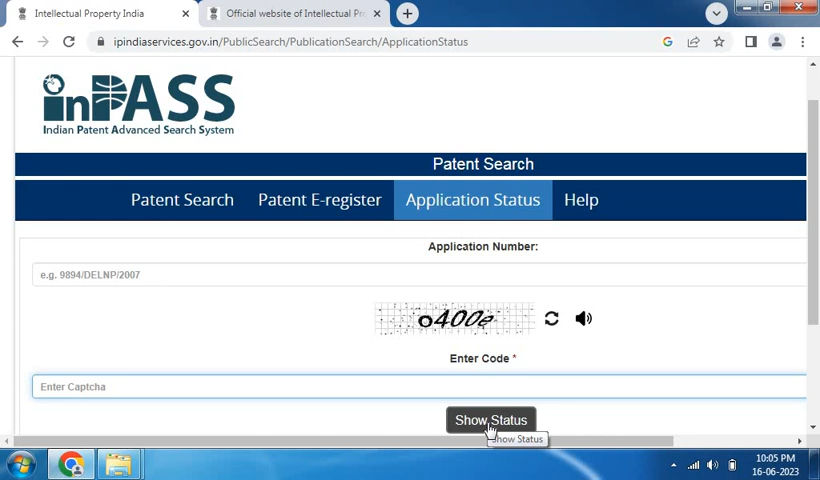 Intellectual Property India
Official website of Intellectual Pr
ipindiaservices.gov.in/PublicSearch/PublicationSearch/ApplicationStatus
inPASS
Indian Patent Advanced Search System
Patent Search
Patent Search Patent E-register Application Status Help
Application Number:
e.g. 9894/DELNP/2007
o400e
Enter Code *
Enter Captcha
Show Status
Show Status
10:05 PM
16-06-2023